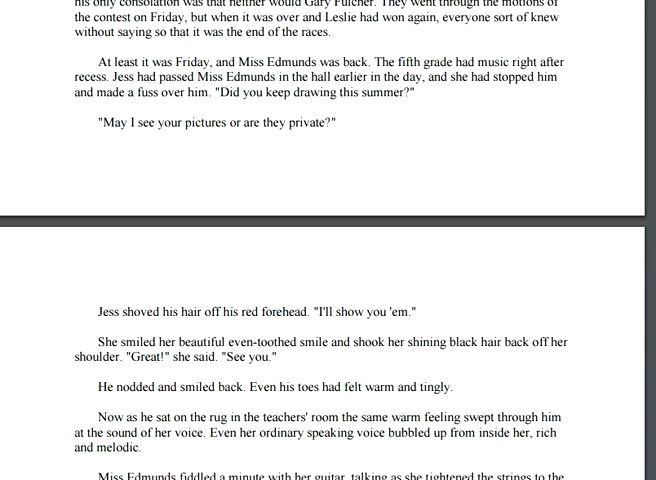 his only consolation was that neither would Gary Fulcher. They went through the motions of
the contest on Friday, but when it was over and Leslie had won again, everyone sort of knew
without saying so that it was the end of the races.
At least it was Friday, and Miss Edmunds was back. The fifth grade had music right after
recess. Jess had passed Miss Edmunds in the hall earlier in the day, and she had stopped him
and made a fuss over him. "Did you keep drawing this summer?"
"May I see your pictures or are they private?"
Jess shoved his hair off his red forehead. "I'll show you 'em."
She smiled her beautiful even-toothed smile and shook her shining black hair back off her
shoulder. "Great!" she said. "See you."
He nodded and smiled back. Even his toes had felt warm and tingly.
Now as he sat on the rug in the teachers' room the same warm feeling swept through him
at the sound of her voice. Even her ordinary speaking voice bubbled up from inside her, rich
and melodic.
Miss Edmunds fiddled a minute with her guitar, talking as she tightened the strings to the